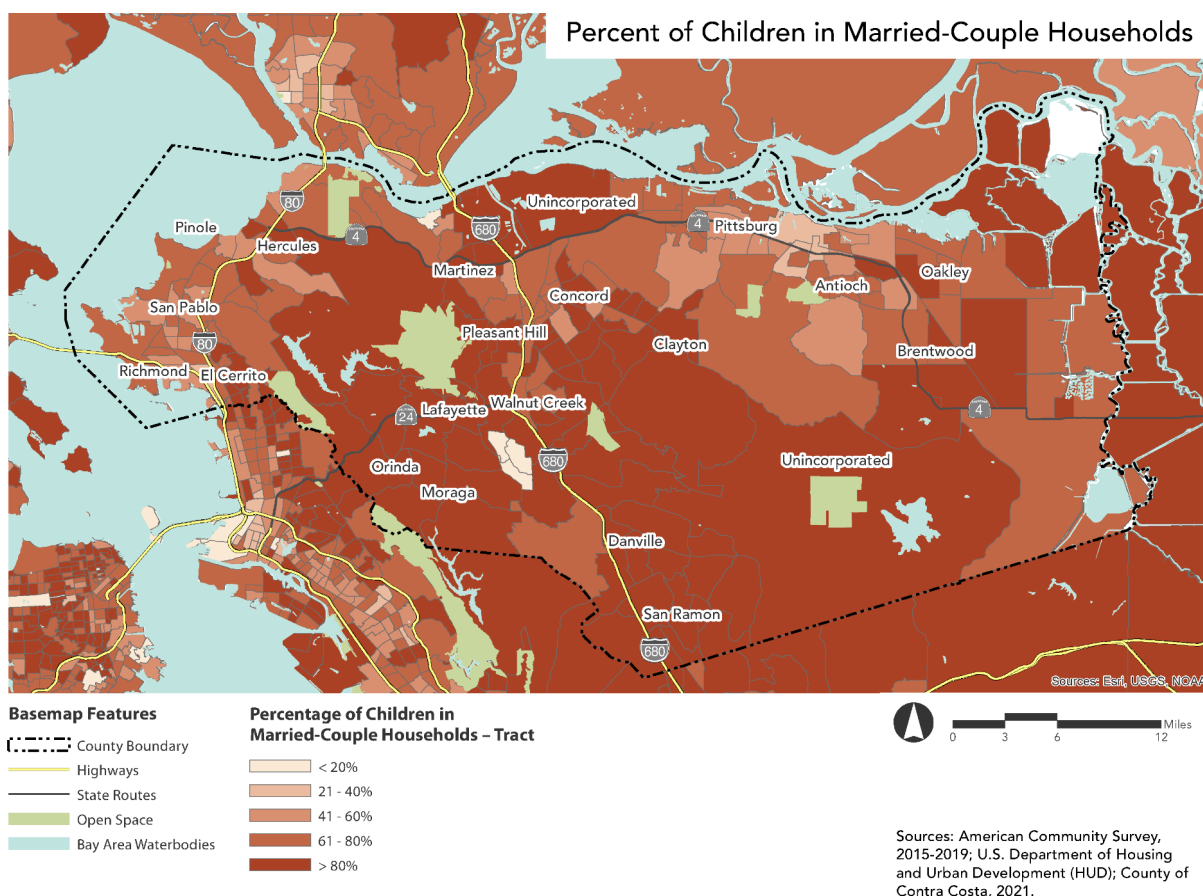 Percent of Children in Married-Couple Households
80
Unincorporated
Pinole
680
4
Pittsburg
4
Hercules
Martinez
Oakley
Antioch
Concord
San Pablo
Pleasant Hill
80
Clayton
Brentwood
Richmond
El Cerrito
Walnut Creek
Lafayette
24
4
Orinda
680
Unincorporated
Moraga
Danville
San Ramon
680
Sources: Esri, USGS, NOAA
Basemap Features
County Boundary
Highways
State Routes
Open Space
Bay Area Waterbodies
Percentage of Children in
Married-Couple Households – Tract
< 20%
21 - 40%
41 - 60%
61 - 80%
> 80%
Miles
0 3 6 12
Sources: American Community Survey,
2015-2019; U.S. Department of Housing
and Urban Development (HUD); County of
Contra Costa, 2021.